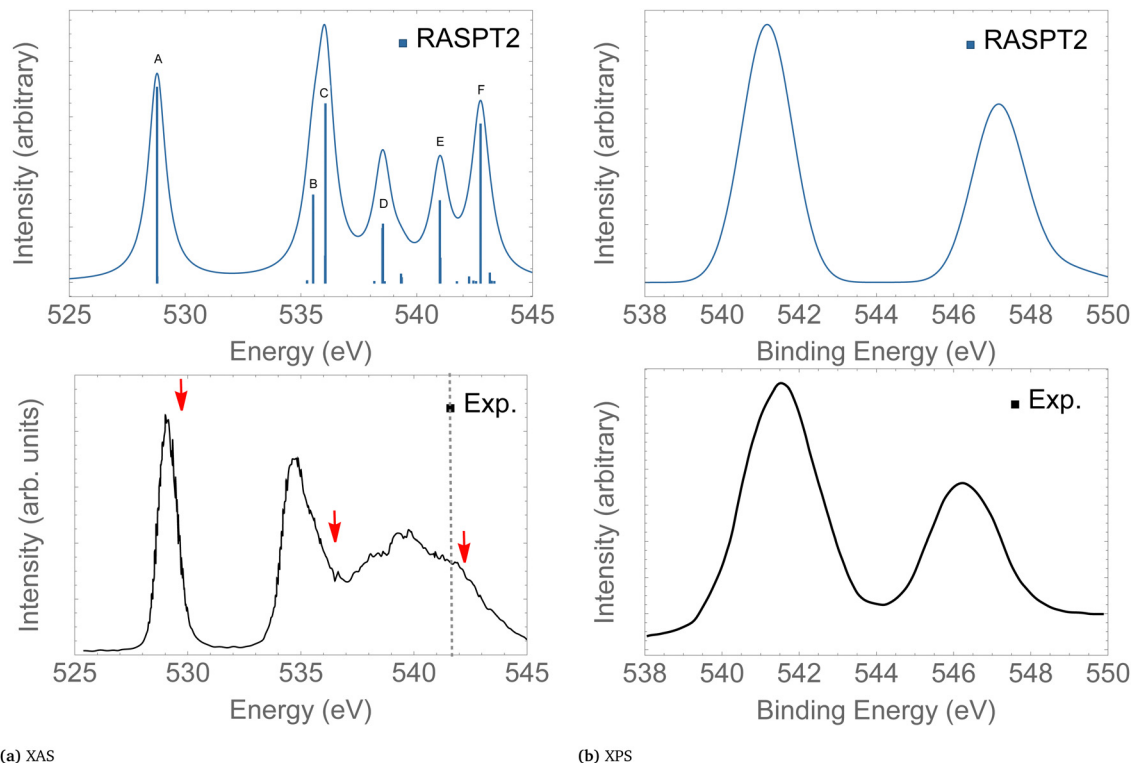 Intensity (arbitrary)
RASPT2
A
B
C
D
E
F
525 530 535 540 545
Energy (eV)
Intensity (arbitrary)
RASPT2
538 540 542 544 546 548 550
Binding Energy (eV)
Intensity (arb. units)
Exp.
525 530 535 540 545
Energy (eV)
Intensity (arbitrary)
Exp.
538 540 542 544 546 548 550
Binding Energy (eV)
(a) XAS
(b) XPS